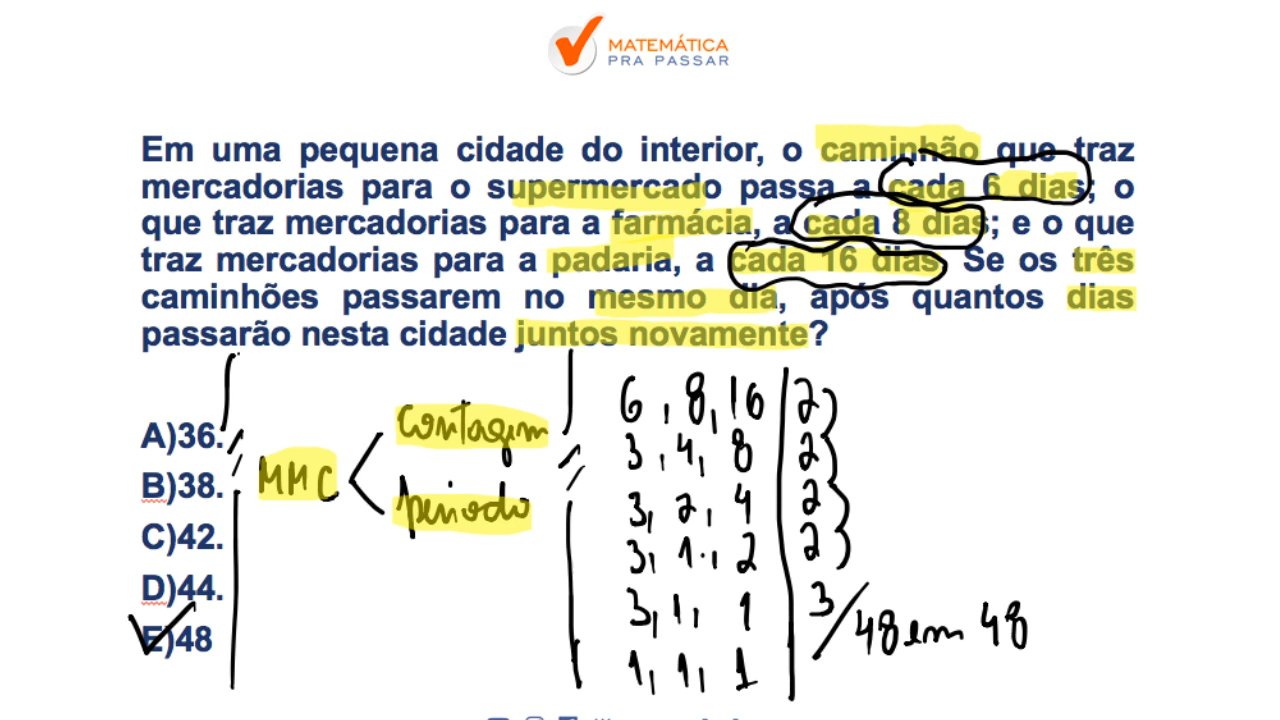 MATEMÁTICA
PRA PASSAR
Em uma pequena cidade do interior, o caminhão que traz
mercadorias para o supermercado passa a cada 6 dias; o
que traz mercadorias para a farmácia, a cada 8 dias; e o que
traz mercadorias para a padaria, a cada 16 dias. Se os três
caminhões passarem no mesmo dia, após quantos dias
passarão nesta cidade juntos novamente?
A)36.
B)38.
C)42.
D)44.
E)48
MMC
Contagem
período
6, 8, 16 | 2
3, 4, 8 | 2
3, 2, 4 | 2
3, 1, 2 | 2
3, 1, 1 | 3
1, 1, 1
48 em 48